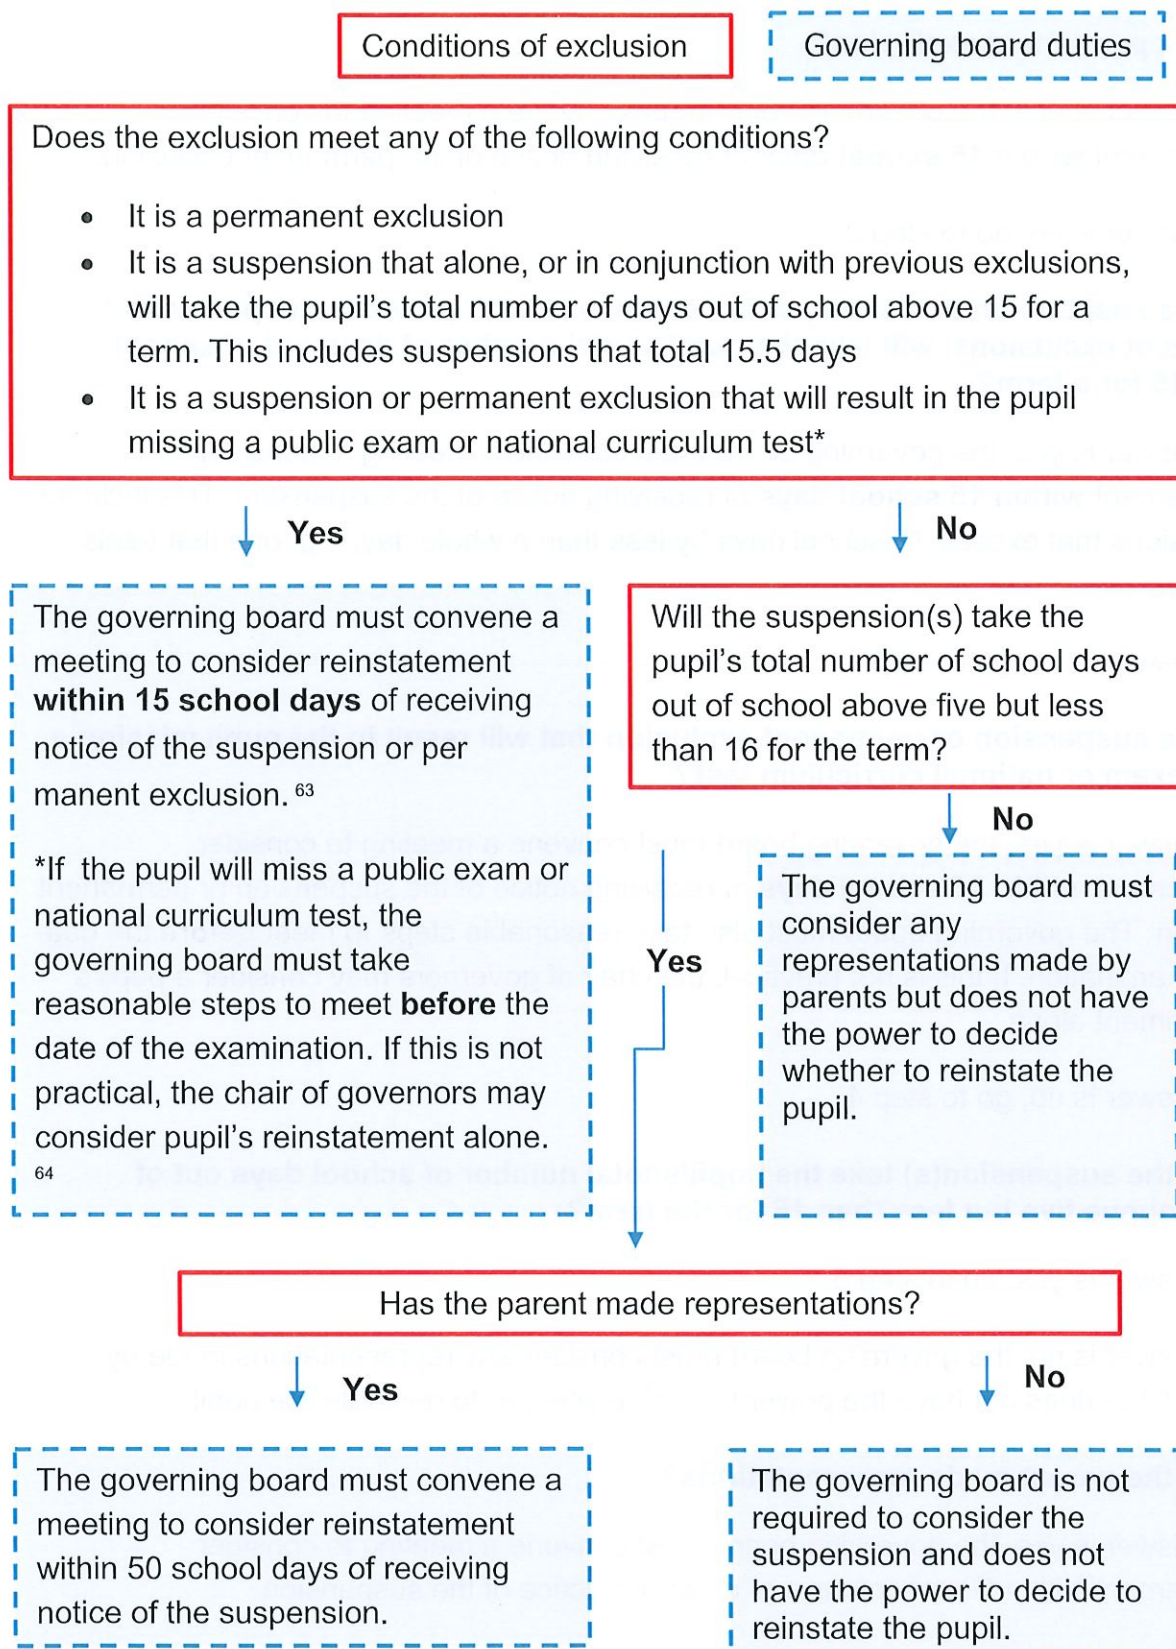 Conditions of exclusion
Governing board duties
Does the exclusion meet any of the following conditions?
• It is a permanent exclusion
• It is a suspension that alone, or in conjunction with previous exclusions,
will take the pupil's total number of days out of school above 15 for a
term. This includes suspensions that total 15.5 days
• It is a suspension or permanent exclusion that will result in the pupil
missing a public exam or national curriculum test*
Yes
No
The governing board must convene a
meeting to consider reinstatement
within 15 school days of receiving
notice of the suspension or per
manent exclusion. 63
*If the pupil will miss a public exam or
national curriculum test, the
governing board must take
reasonable steps to meet before the
date of the examination. If this is not
practical, the chair of governors may
consider pupil's reinstatement alone.
64
Will the suspension(s) take the
pupil's total number of school days
out of school above five but less
than 16 for the term?
No
Yes
The governing board must
consider any
representations made by
parents but does not have
the power to decide
whether to reinstate the
pupil.
Has the parent made representations?
Yes
No
The governing board must convene a
meeting to consider reinstatement
within 50 school days of receiving
notice of the suspension.
The governing board is not
required to consider the
suspension and does not
have the power to decide to
reinstate the pupil.